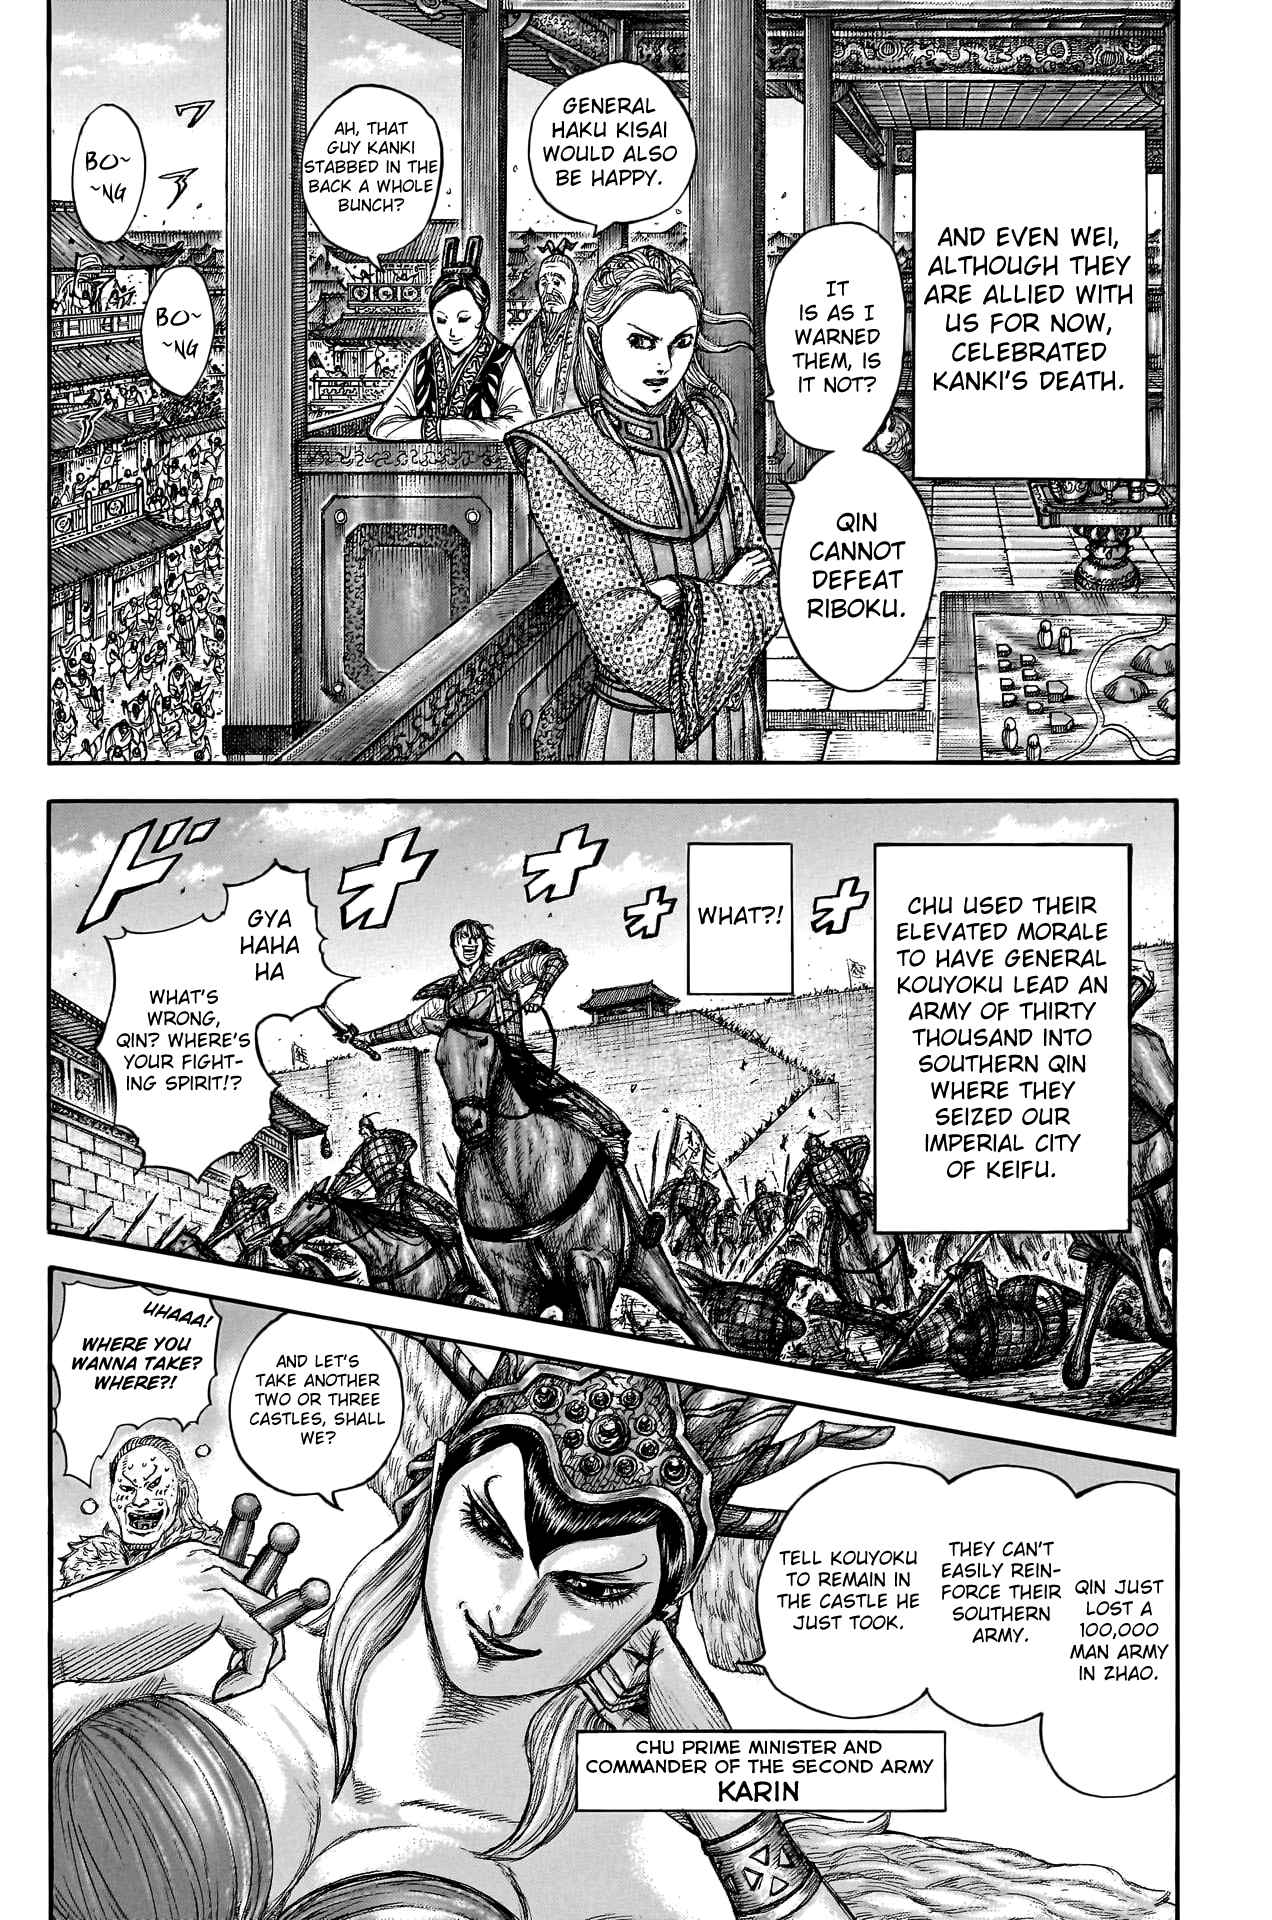 AND EVEN WEI,
ALTHOUGH THEY
ARE ALLIED WITH
US FOR NOW,
CELEBRATED
KANKI'S DEATH.
GENERAL
HAKU KISAI
WOULD ALSO
BE HAPPY.
AH, THAT
GUY KANKI
STABBED IN THE
BACK A WHOLE
BUNCH?
IT
IS AS I
WARNED
THEM, IS
IT NOT?
QIN
CANNOT
DEFEAT
RIBOKU.
ワァ
BO~
~NG
BO~
~NG
CHU USED THEIR
ELEVATED MORALE
TO HAVE GENERAL
KOUYOKU LEAD AN
ARMY OF THIRTY
THOUSAND INTO
SOUTHERN QIN
WHERE THEY
SEIZED OUR
IMPERIAL CITY
OF KEIFU.
WHAT?!
ドオオオオ
GYA
HAHA
HA
WHAT'S
WRONG,
QIN? WHERE'S
YOUR FIGHT-
ING SPIRIT!?
QIN JUST
LOST A
100,000
MAN ARMY
IN ZHAO.
THEY CAN'T
EASILY REIN-
FORCE THEIR
SOUTHERN
ARMY.
TELL KOUYOKU
TO REMAIN IN
THE CASTLE HE
JUST TOOK.
AND LET'S
TAKE ANOTHER
TWO OR THREE
CASTLES, SHALL
WE?
UHAAA!
WHERE YOU
WANNA TAKE?
WHERE?!
CHU PRIME MINISTER AND
COMMANDER OF THE SECOND ARMY
KARIN